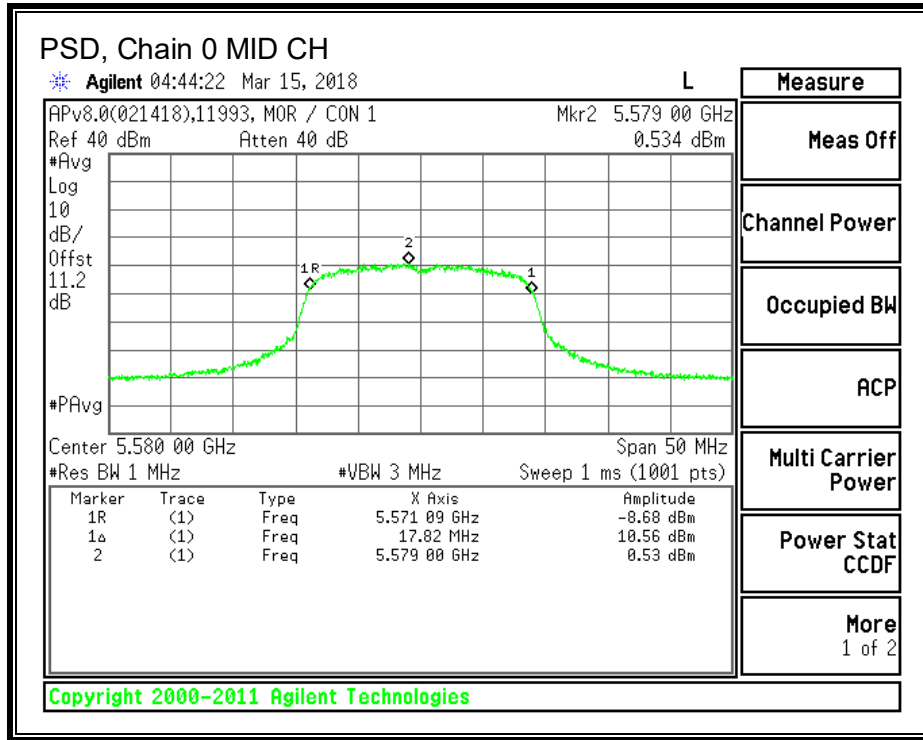 PSD, Chain 0 MID CH
Agilent 04:44:22 Mar 15, 2018 L
Measure
APv8.0(021418),11993, MOR / CON 1 Mkr2 5.579 00 GHz
Ref 40 dBm Atten 40 dB 0.534 dBm
Meas Off
#Avg
Log
10
dB/
Offst
11.2
dB
#PAvg
1R
2
1
Channel Power
Occupied BW
ACP
Center 5.580 00 GHz Span 50 MHz
#Res BW 1 MHz #VBW 3 MHz Sweep 1 ms (1001 pts)
Multi Carrier
Power
Marker Trace Type X Axis Amplitude
1R (1) Freq 5.571 09 GHz -8.68 dBm
1Δ (1) Freq 17.82 MHz 10.56 dBm
2 (1) Freq 5.579 00 GHz 0.53 dBm
Power Stat
CCDF
More
1 of 2
Copyright 2000-2011 Agilent Technologies